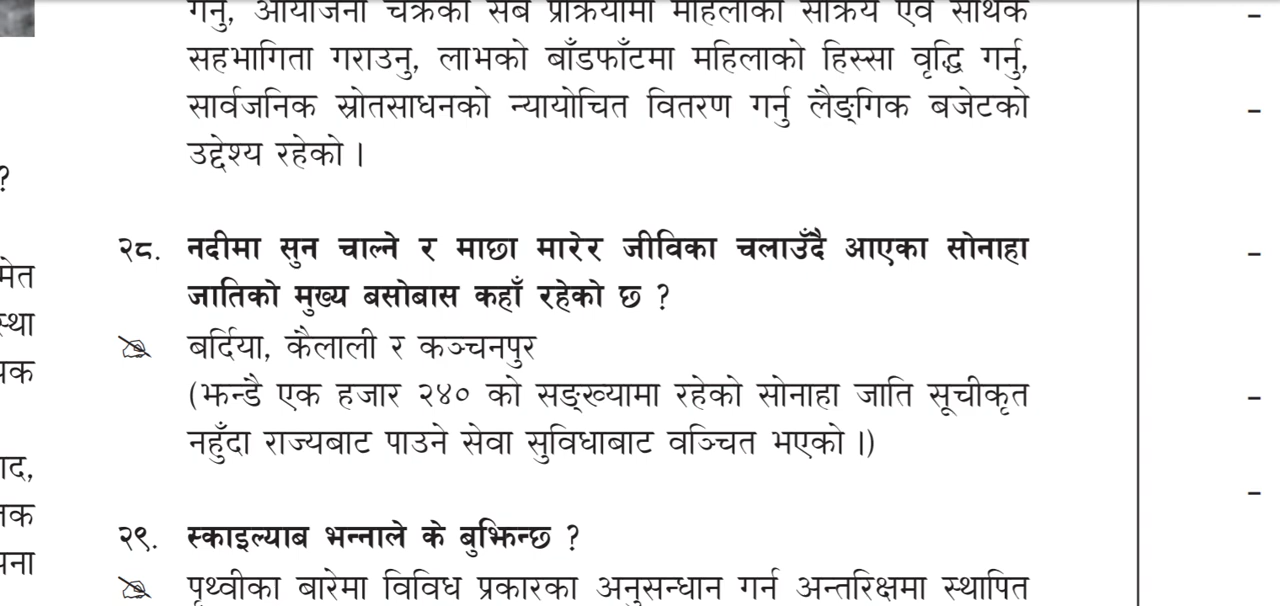 गर्नु, आयोजना चक्रका सबै प्रक्रियामा महिलाको सक्रिय एवं सार्थक
सहभागिता गराउनु, लाभको बाँडफाँटमा महिलाको हिस्सा वृद्धि गर्नु,
सार्वजनिक स्रोतसाधनको न्यायोचित वितरण गर्नु लैङ्गिक बजेटको
उद्देश्य रहेको ।
?
२८. नदीमा सुन चाल्ने र माछा मारेर जीविका चलाउँदै आएका सोनाहा
जातिको मुख्य बसोबास कहाँ रहेको छ ?
बर्दिया, कैलाली र कञ्चनपुर
(झन्डै एक हजार २४० को सङ्ख्यामा रहेको सोनाहा जाति सूचीकृत
नहुँदा राज्यबाट पाउने सेवा सुविधाबाट वञ्चित भएको ।)
२९. स्काइल्याब भन्नाले के बुझिन्छ ?
पृथ्वीका बारेमा विविध प्रकारका अनुसन्धान गर्न अन्तरिक्षमा स्थापित